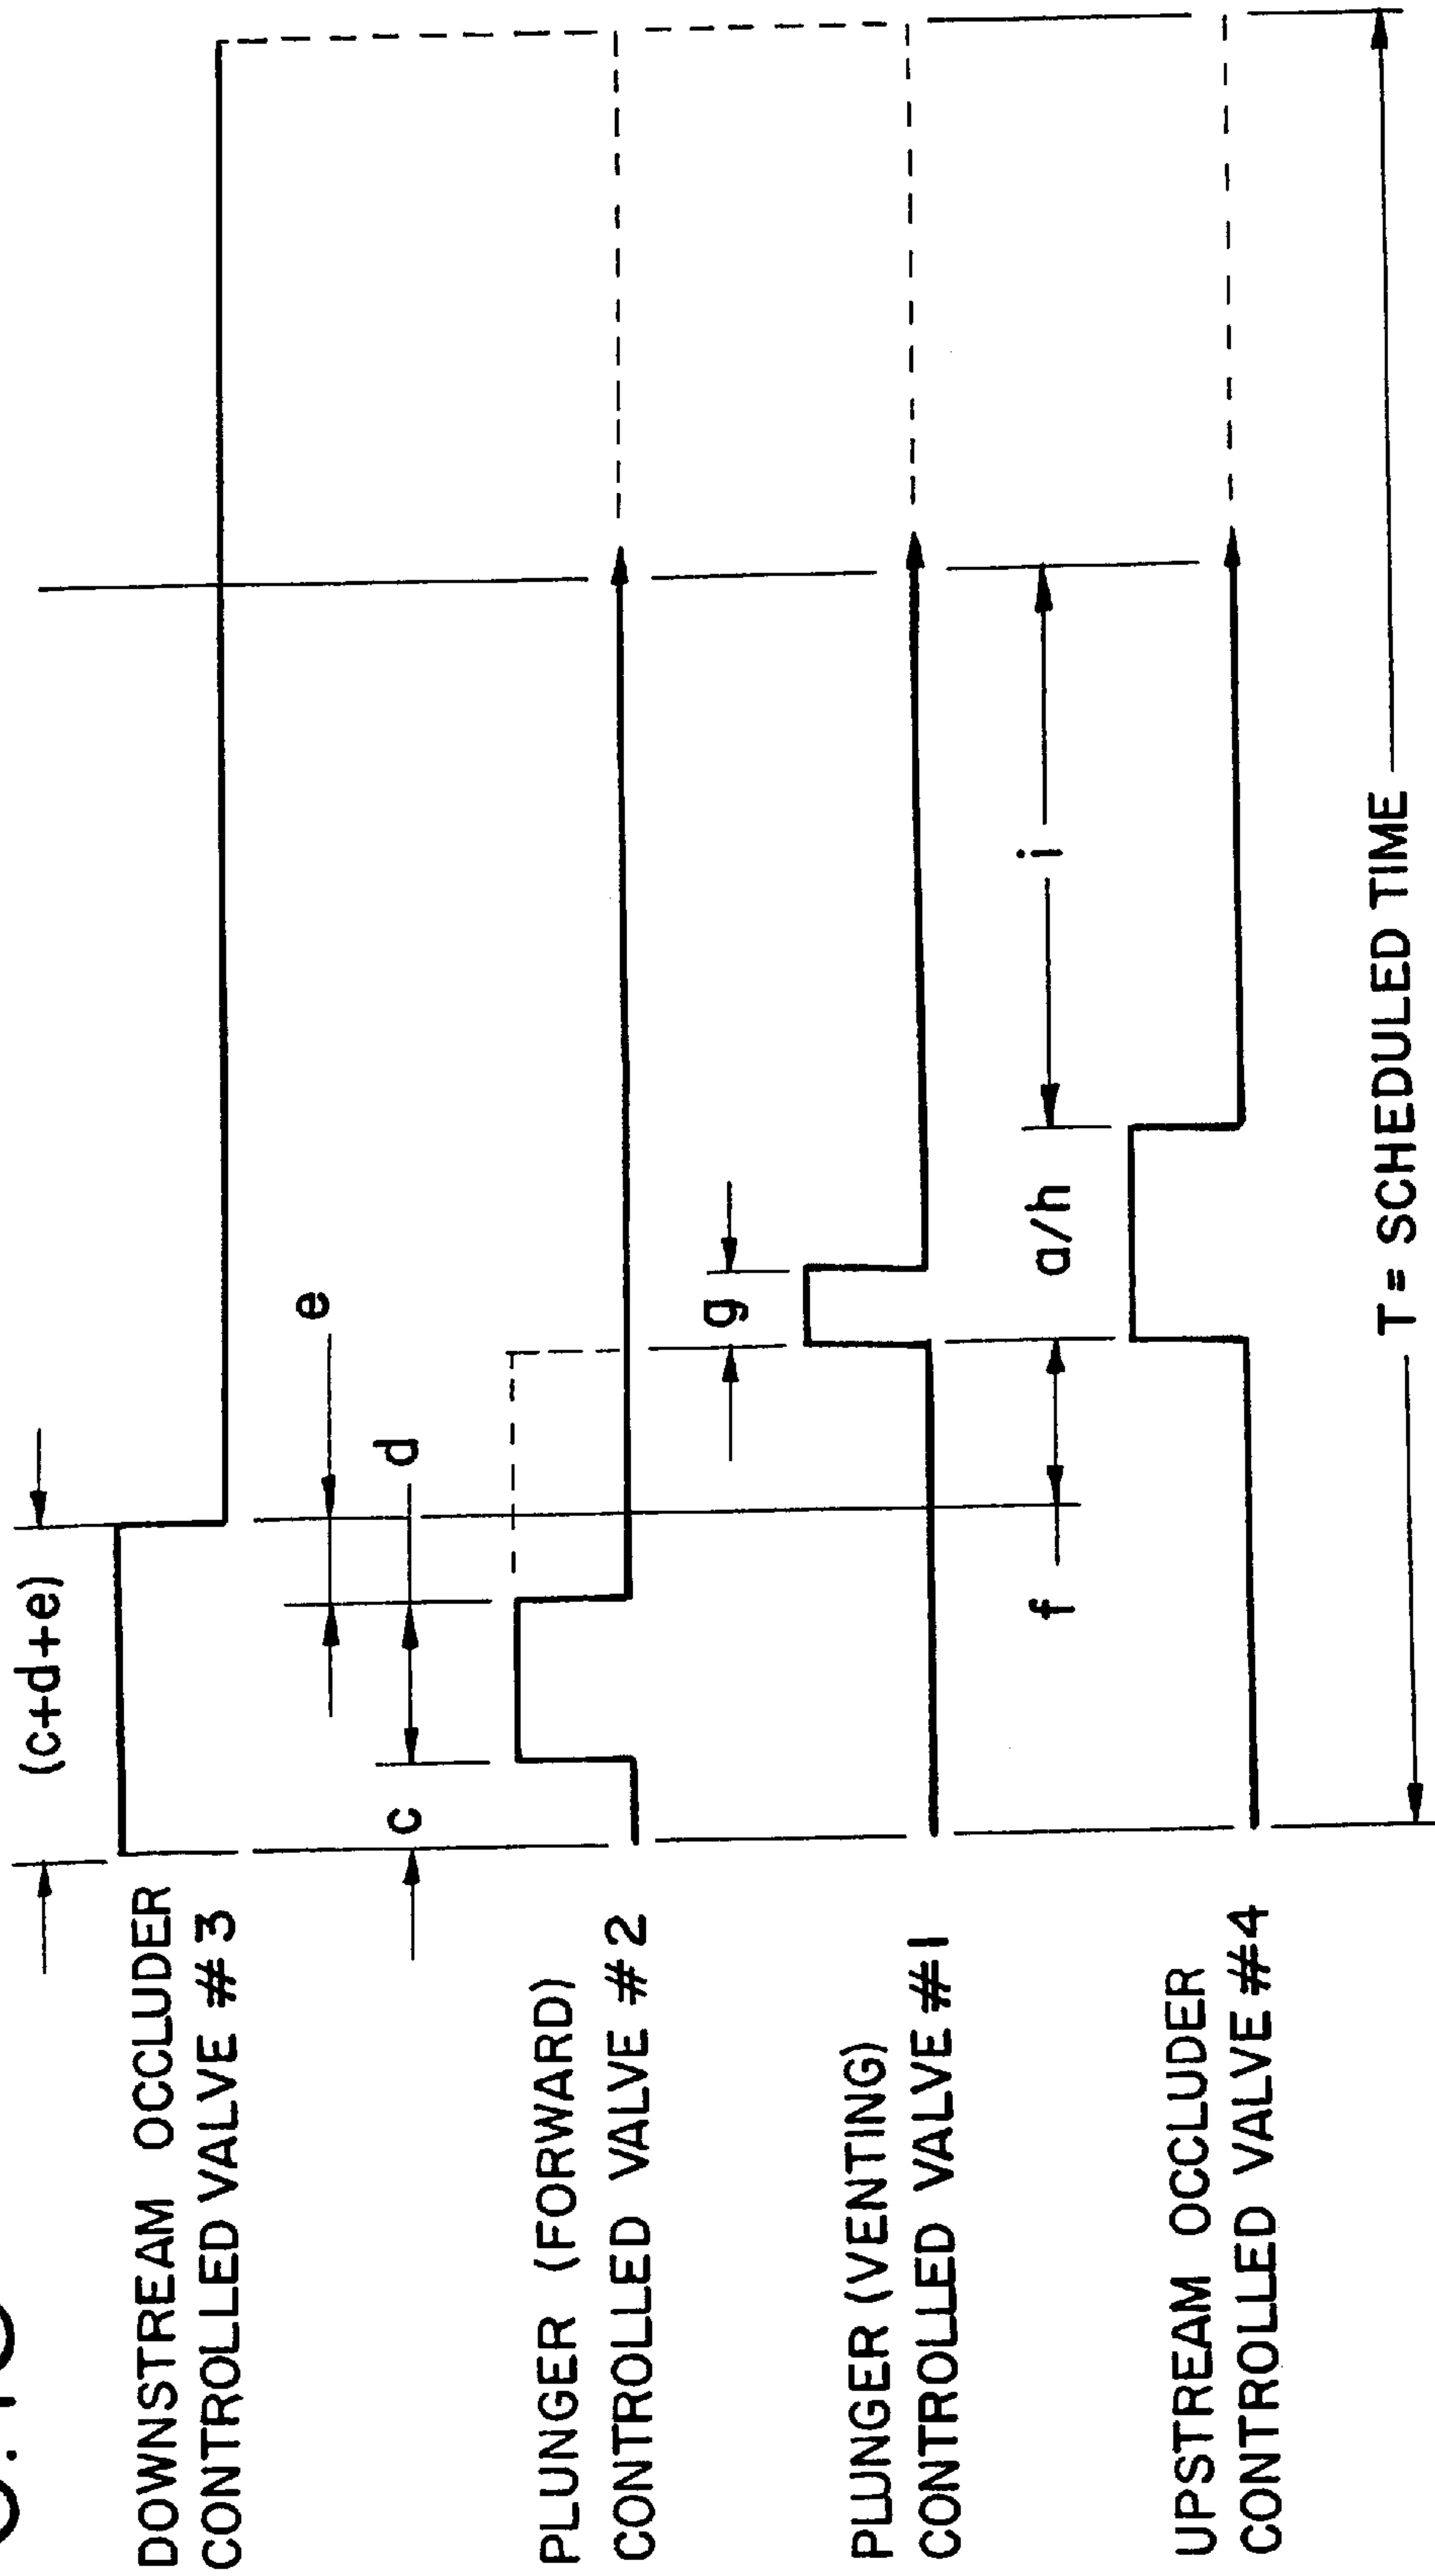 (c+d+e)
DOWNSTREAM OCCLUDER
CONTROLLED VALVE #3
e
d
c
PLUNGER (FORWARD)
CONTROLLED VALVE #2
g
PLUNGER (VENTING)
CONTROLLED VALVE #1
f
a/h
i
UPSTREAM OCCLUDER
CONTROLLED VALVE #4
T = SCHEDULED TIME